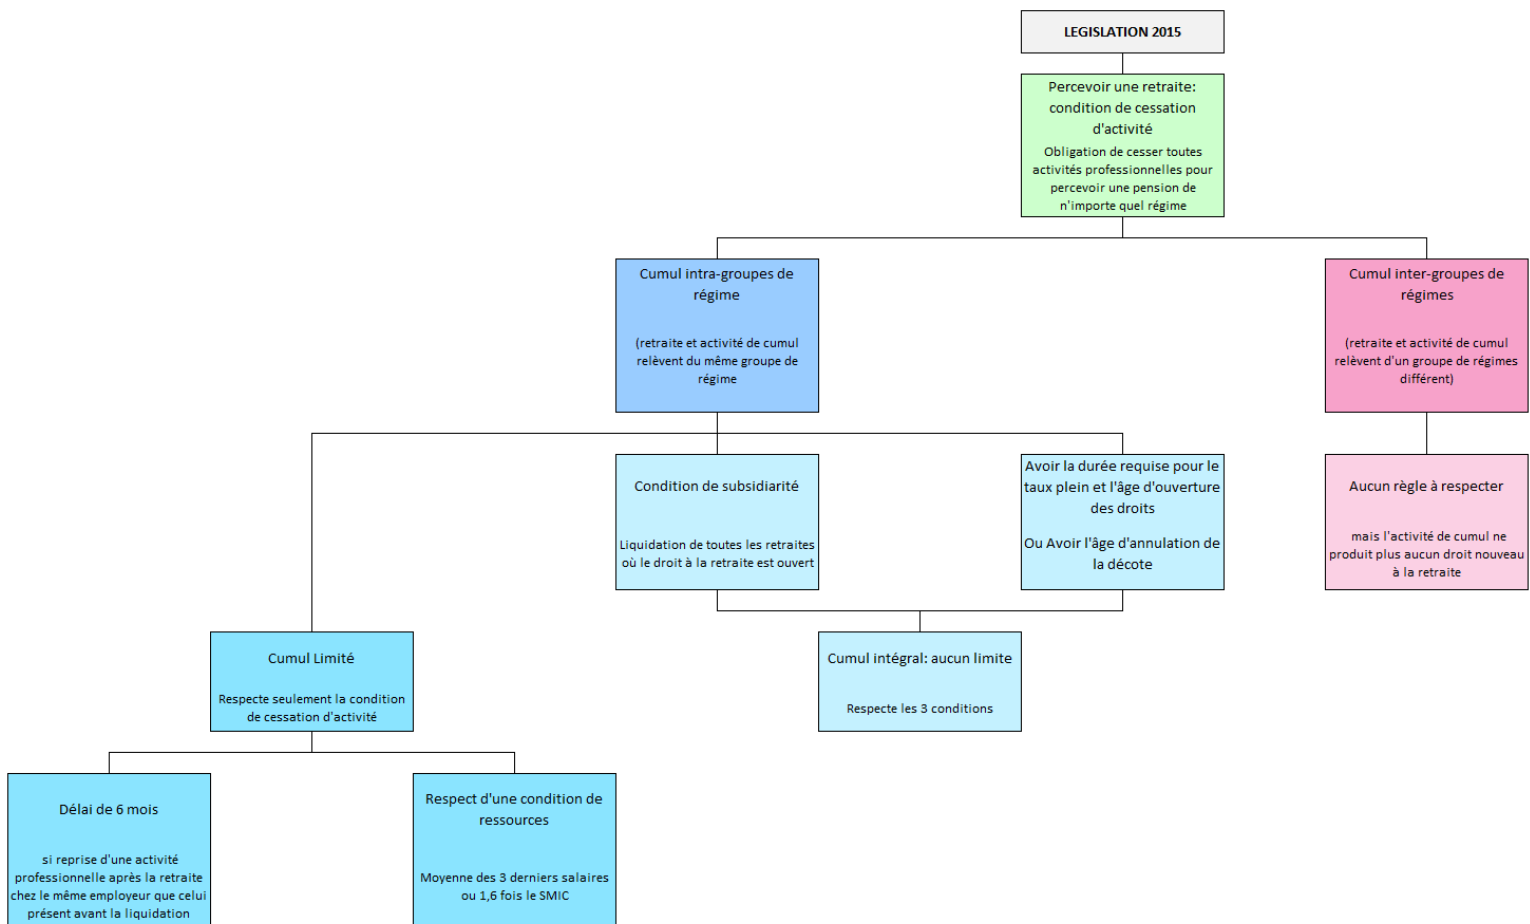 LEGISLATION 2015
Percevoir une retraite:
condition de cessation
d'activité
Obligation de cesser toutes
activités professionnelles pour
percevoir une pension de
n'importe quel régime
Cumul intra-groupes de
régime
(retraite et activité de cumul
relèvent du même groupe de
régime
Cumul inter-groupes de
régimes
(retraite et activité de cumul
relèvent d'un groupe de régimes
différent)
Condition de subsidiarité
Liquidation de toutes les retraites
où le droit à la retraite est ouvert
Avoir la durée requise pour le
taux plein et l'âge d'ouverture
des droits
Ou Avoir l'âge d'annulation de
la décote
Aucun règle à respecter
mais l'activité de cumul ne
produit plus aucun droit nouveau
à la retraite
Cumul Limité
Respecte seulement la condition
de cessation d'activité
Cumul intégral: aucun limite
Respecte les 3 conditions
Délai de 6 mois
si reprise d'une activité
professionnelle après la retraite
chez le même employeur que celui
présent avant la liquidation
Respect d'une condition de
ressources
Moyenne des 3 derniers salaires
ou 1,6 fois le SMIC